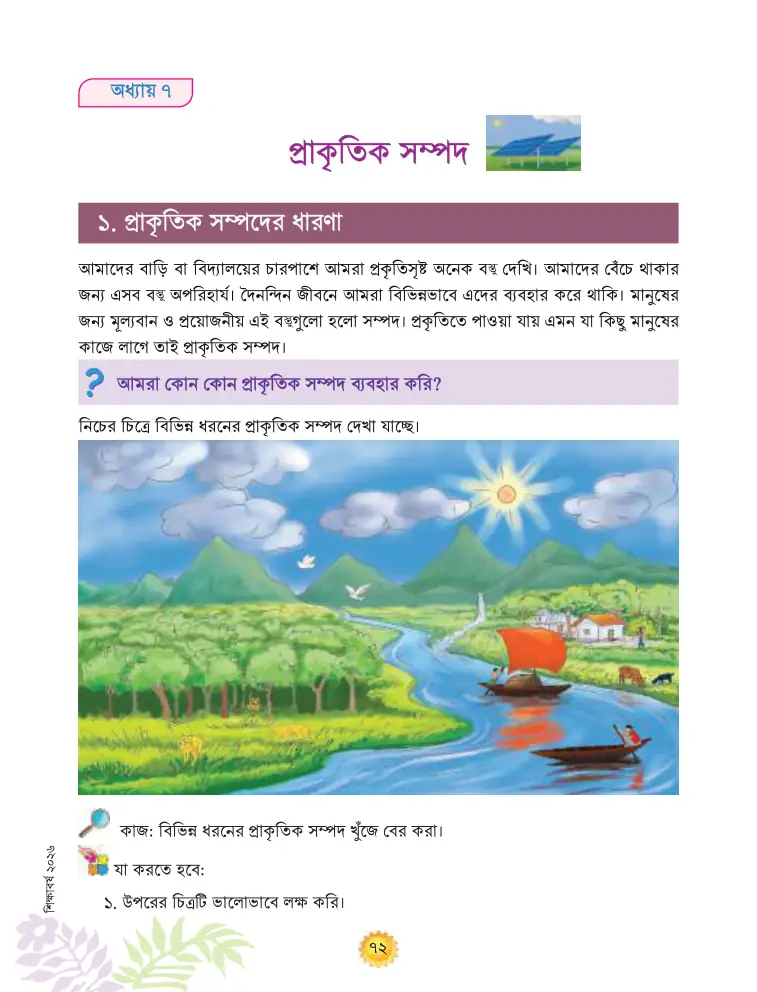 অধ্যায় ৭
প্রাকৃতিক সম্পদ
১. প্রাকৃতিক সম্পদের ধারণা
আমাদের বাড়ি বা বিদ্যালয়ের চারপাশে আমরা প্রকৃতিসৃষ্ট অনেক বস্তু দেখি। আমাদের বেঁচে থাকার
জন্য এসব বস্তু অপরিহার্য। দৈনন্দিন জীবনে আমরা বিভিন্নভাবে এদের ব্যবহার করে থাকি। মানুষের
জন্য মূল্যবান ও প্রয়োজনীয় এই বস্তুগুলো হলো সম্পদ। প্রকৃতিতে পাওয়া যায় এমন যা কিছু মানুষের
কাজে লাগে তাই প্রাকৃতিক সম্পদ।
? আমরা কোন কোন প্রাকৃতিক সম্পদ ব্যবহার করি?
নিচের চিত্রে বিভিন্ন ধরনের প্রাকৃতিক সম্পদ দেখা যাচ্ছে।
কাজ: বিভিন্ন ধরনের প্রাকৃতিক সম্পদ খুঁজে বের করা।
যা করতে হবে:
১. উপরের চিত্রটি ভালোভাবে লক্ষ করি।
শিক্ষাবর্ষ ২০২৬
৭২